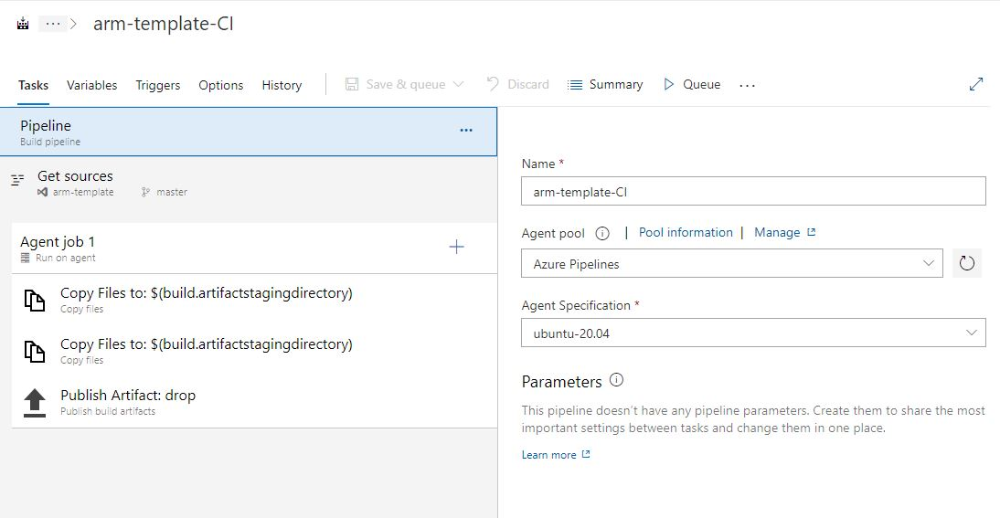 ··· > arm-template-CI
Tasks Variables Triggers Options History Save & queue Discard Summary Queue ...
Pipeline ...
Build pipeline
Get sources
arm-template master
Agent job 1 +
Run on agent
Copy Files to: $(build.artifactstagingdirectory)
Copy files
Copy Files to: $(build.artifactstagingdirectory)
Copy files
Publish Artifact: drop
Publish build artifacts
Name *
arm-template-CI
Agent pool | Pool information | Manage
Azure Pipelines
Agent Specification *
ubuntu-20.04
Parameters
This pipeline doesn't have any pipeline parameters. Create them to share the most
important settings between tasks and change them in one place.
Learn more